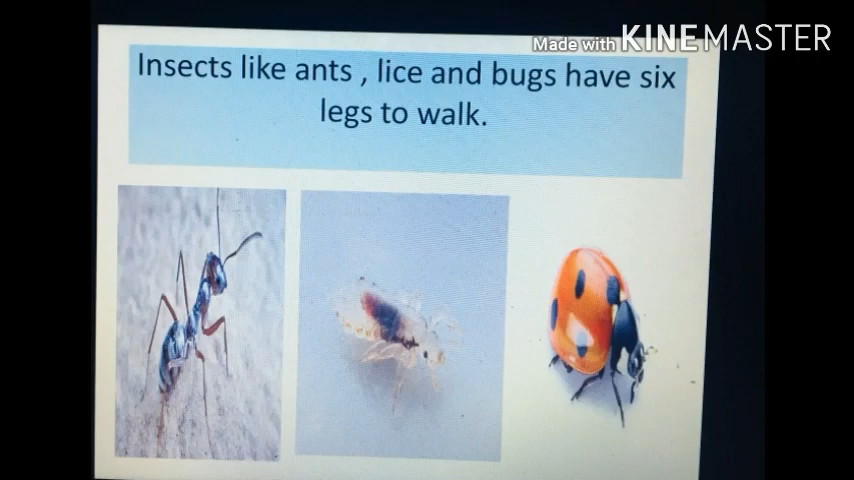 Made with KINEMASTER
Insects like ants , lice and bugs have six
legs to walk.